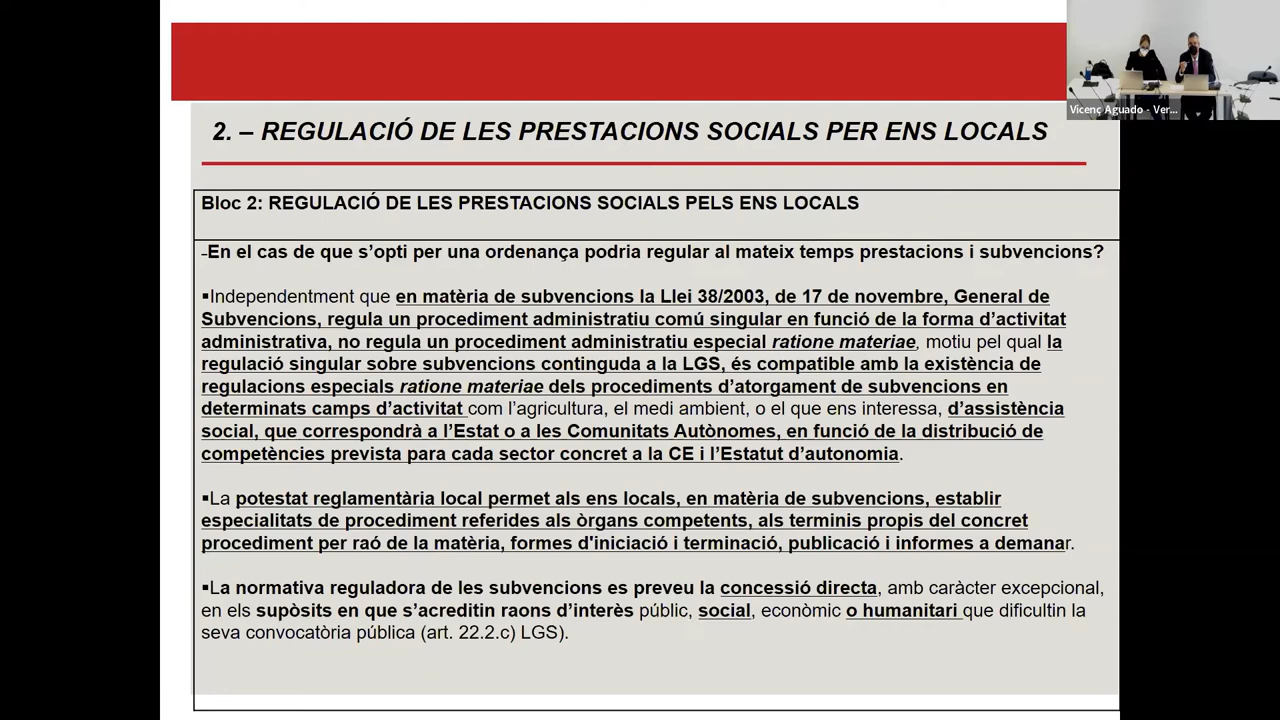 Vicenç Aguado - Ver...
2. – REGULACIÓ DE LES PRESTACIONS SOCIALS PER ENS LOCALS
Bloc 2: REGULACIÓ DE LES PRESTACIONS SOCIALS PELS ENS LOCALS
-En el cas de que s’opti per una ordenança podria regular al mateix temps prestacions i subvencions?
▪Independentment que en matèria de subvencions la Llei 38/2003, de 17 de novembre, General de
Subvencions, regula un procediment administratiu comú singular en funció de la forma d’activitat
administrativa, no regula un procediment administratiu especial ratione materiae, motiu pel qual la
regulació singular sobre subvencions continguda a la LGS, és compatible amb la existència de
regulacions especials ratione materiae dels procediments d’atorgament de subvencions en
determinats camps d’activitat com l’agricultura, el medi ambient, o el que ens interessa, d’assistència
social, que correspondrà a l’Estat o a les Comunitats Autònomes, en funció de la distribució de
competències prevista para cada sector concret a la CE i l’Estatut d’autonomia.
▪La potestat reglamentària local permet als ens locals, en matèria de subvencions, establir
especialitats de procediment referides als òrgans competents, als terminis propis del concret
procediment per raó de la matèria, formes d'iniciació i terminació, publicació i informes a demanar.
▪La normativa reguladora de les subvencions es preveu la concessió directa, amb caràcter excepcional,
en els supòsits en que s’acreditin raons d’interès públic, social, econòmic o humanitari que dificultin la
seva convocatòria pública (art. 22.2.c) LGS).